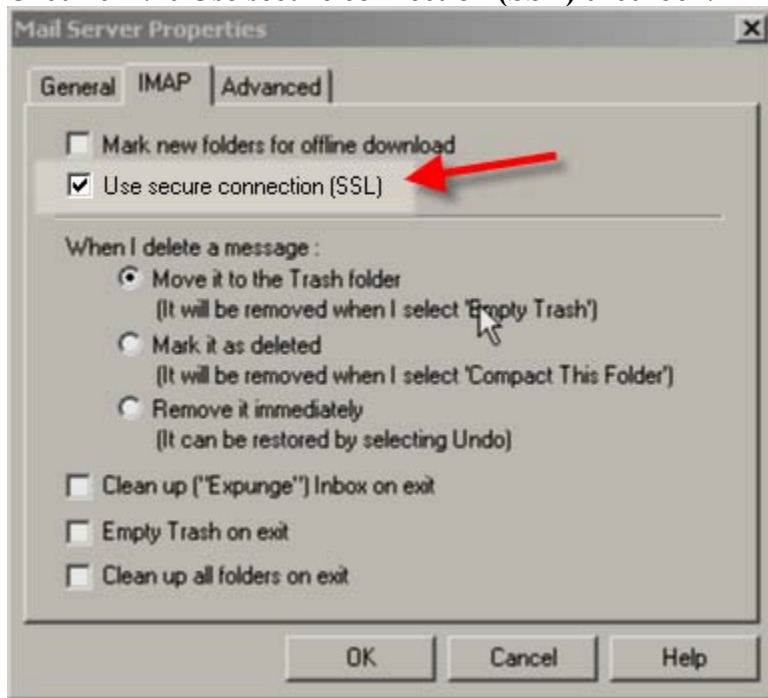 Mail Server Properties
General IMAP Advanced
Mark new folders for offline download
Use secure connection (SSL)
When I delete a message :
Move it to the Trash folder
(It will be removed when I select 'Empty Trash')
Mark it as deleted
(It will be removed when I select 'Compact This Folder')
Remove it immediately
(It can be restored by selecting Undo)
Clean up ("Expunge") Inbox on exit
Empty Trash on exit
Clean up all folders on exit
OK Cancel Help